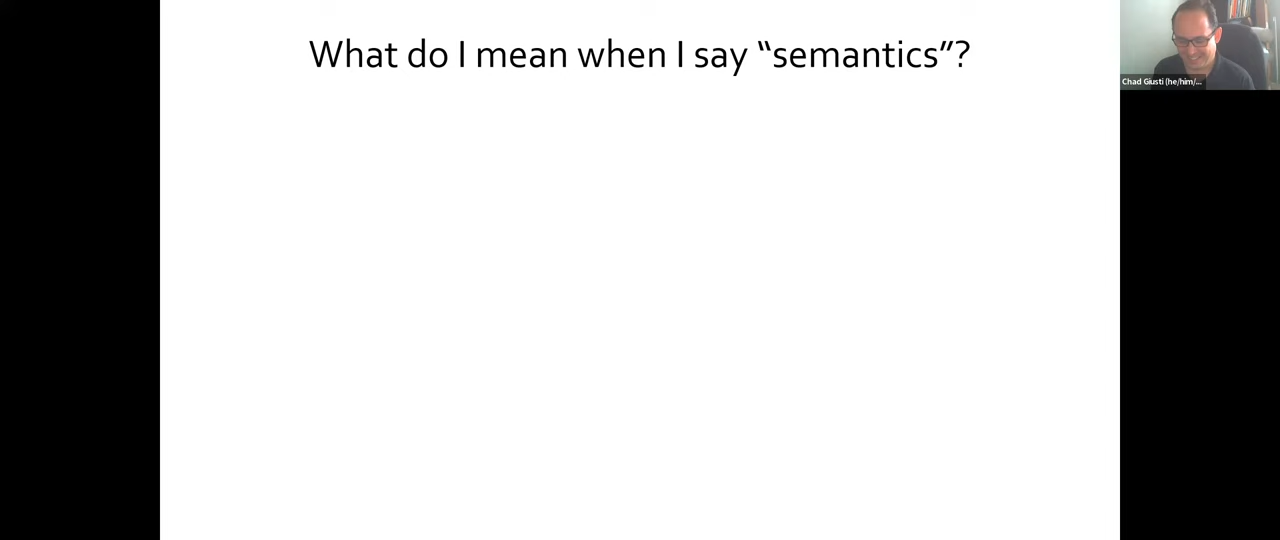 What do I mean when I say “semantics”?
Chad Giusti (he/him/...